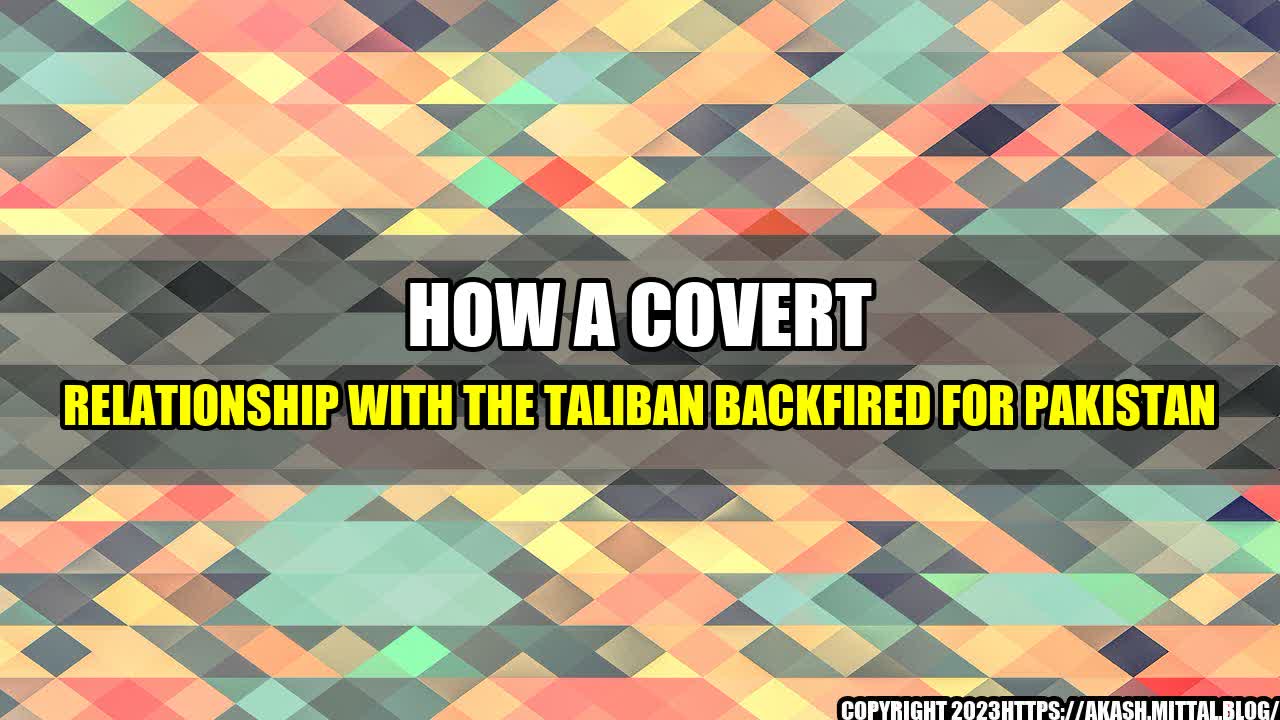 HOW A COVERT
RELATIONSHIP WITH THE TALIBAN BACKFIRED FOR PAKISTAN
COPYRIGHT 2023HTTPS://AKASH.MITTAL.BLOG/